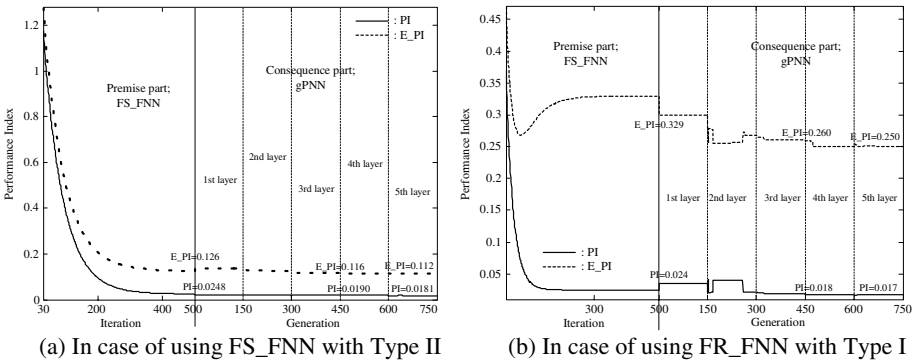 : PI
: E_PI
1.2
1
0.8
0.6
0.4
0.2
0
Performance Index
Premise part;
FS_FNN
Consequence part;
gPNN
1st layer
2nd layer
3rd layer
4th layer
5th layer
E_PI=0.126
E_PI=0.116
E_PI=0.112
PI=0.0248
PI=0.0190
PI=0.0181
30 200 500 150 300 450 600 750
Iteration Generation
(a) In case of using FS_FNN with Type II
0.45
0.4
0.35
0.3
0.25
0.2
0.15
0.1
0.05
Performance Index
Premise part;
FS_FNN
Consequence part;
gPNN
E_PI=0.329
E_PI=0.260
E_PI=0.250
1st layer
2nd layer
3rd layer
4th layer
5th layer
: PI
: E_PI
PI=0.024
PI=0.018
PI=0.017
300 500 150 300 450 600 750
Iteration Generation
(b) In case of using FR_FNN with Type I